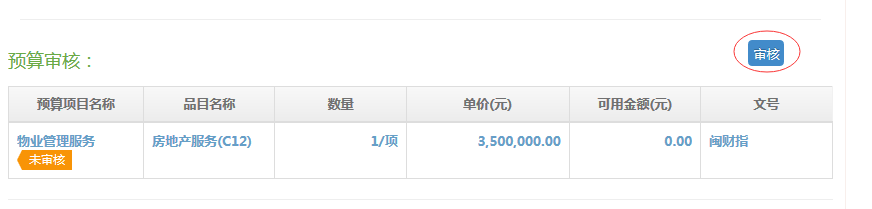 预算审核：
审核
预算项目名称 品目名称 数量 单价(元) 可用金额(元) 文号
物业管理服务 房地产服务(C12) 1/项 3,500,000.00 0.00 闽财指
未审核